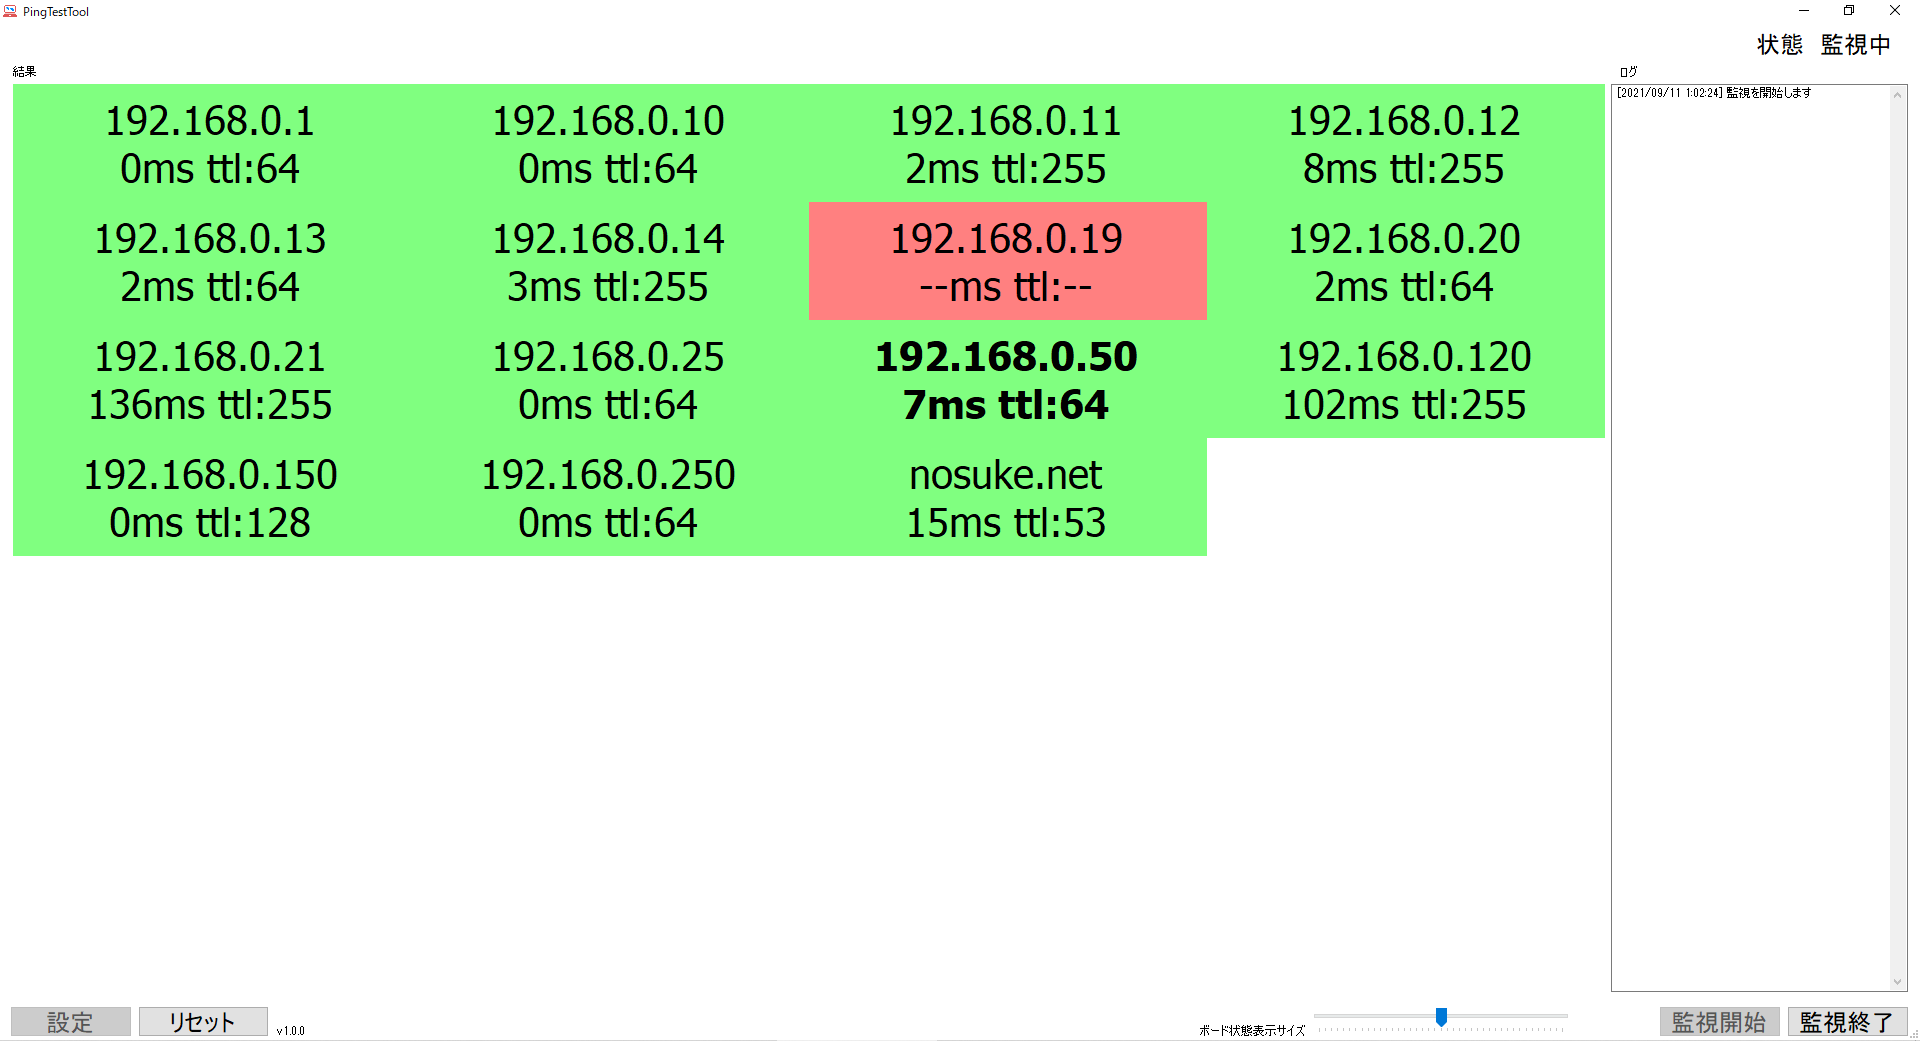 PingTestTool
状態 監視中
結果
ログ
192.168.0.1
0ms ttl:64
192.168.0.10
0ms ttl:64
192.168.0.11
2ms ttl:255
192.168.0.12
8ms ttl:255
192.168.0.13
2ms ttl:64
192.168.0.14
3ms ttl:255
192.168.0.19
--ms ttl:--
192.168.0.20
2ms ttl:64
192.168.0.21
136ms ttl:255
192.168.0.25
0ms ttl:64
192.168.0.50
7ms ttl:64
192.168.0.120
102ms ttl:255
192.168.0.150
0ms ttl:128
192.168.0.250
0ms ttl:64
nosuke.net
15ms ttl:53
[2021/09/11 1:02:24] 監視を開始します
設定
リセット
v1.0.0
ボード状態表示サイズ
監視開始
監視終了